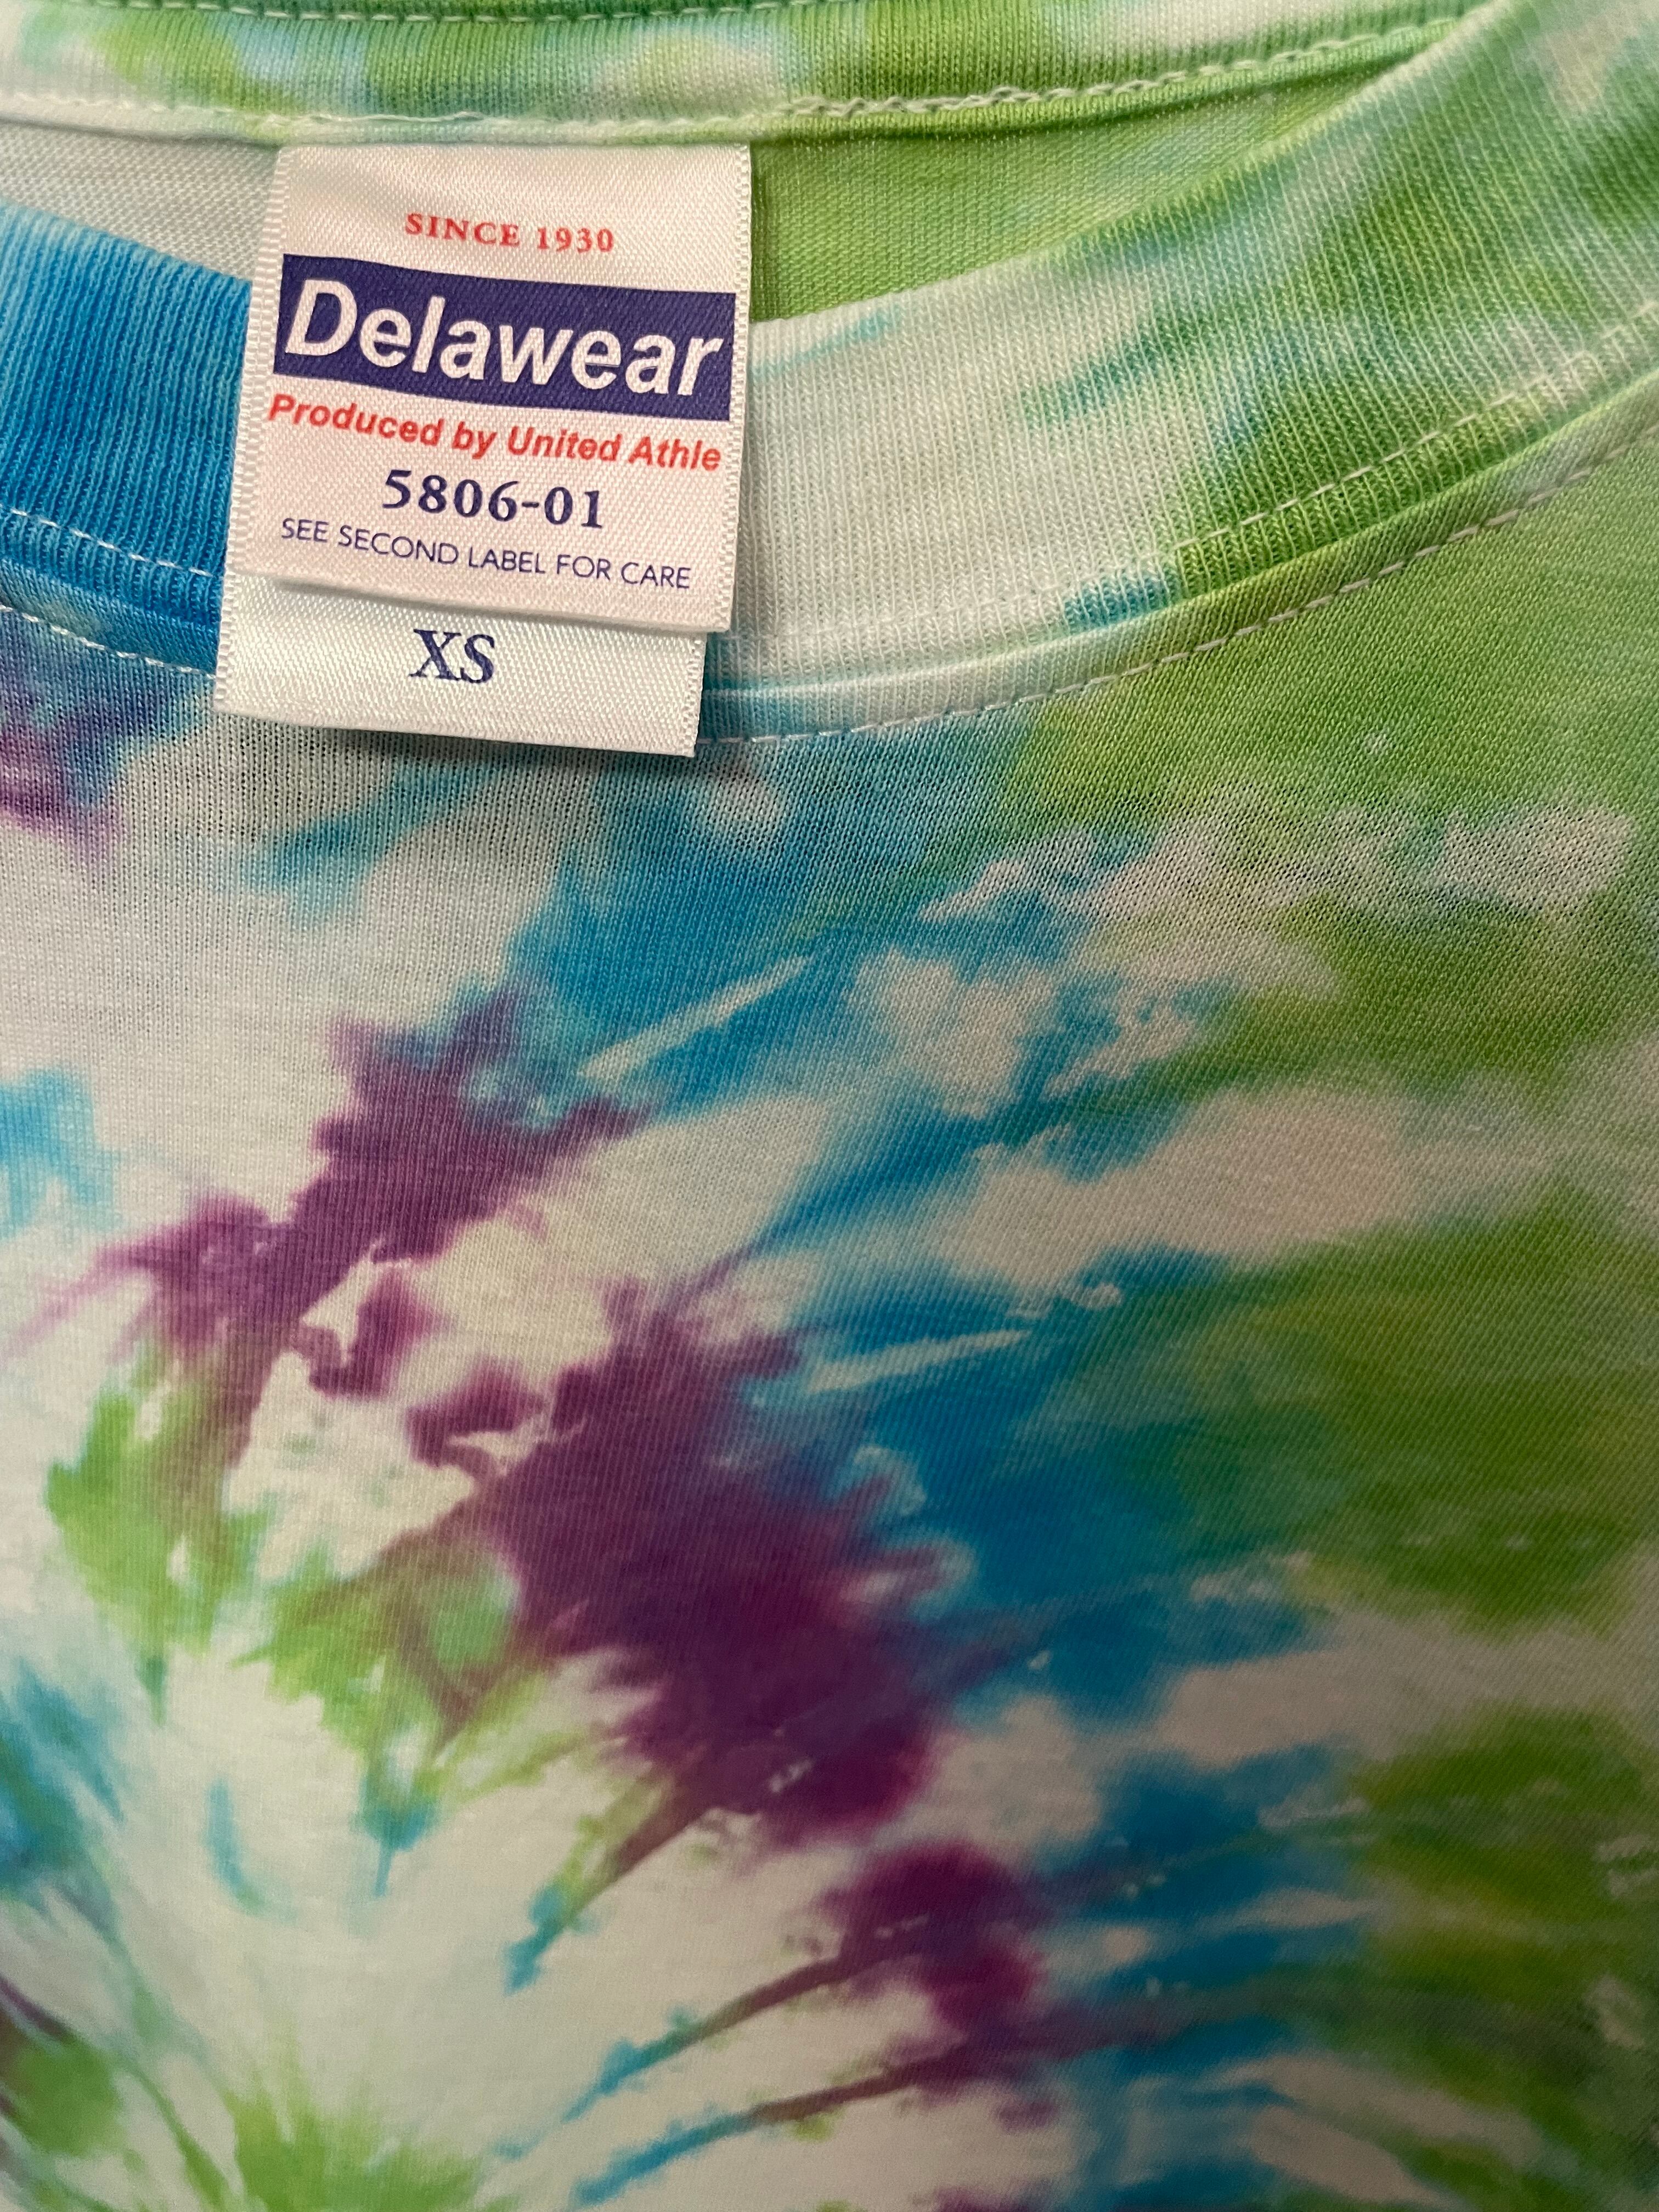 SINCE 1930
Delawear
Produced by United Athle
5806-01
SEE SECOND LABEL FOR CARE
XS